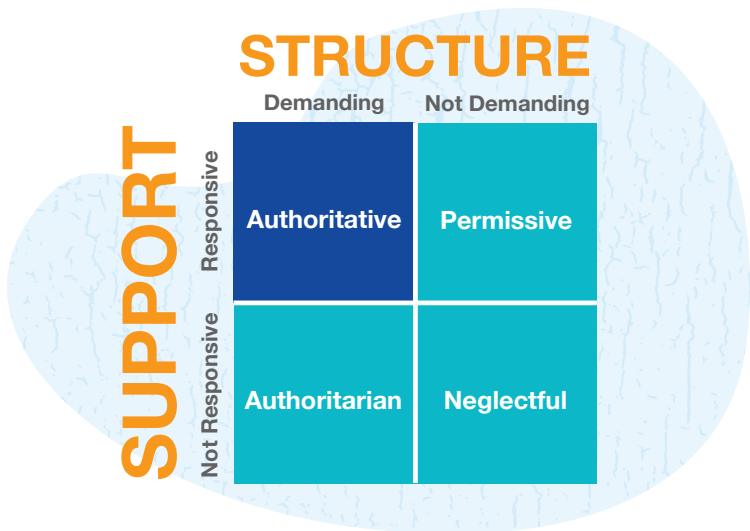 STRUCTURE
Demanding Not Demanding
SUPPORT
Responsive
Authoritative Permissive
Not Responsive
Authoritarian Neglectful